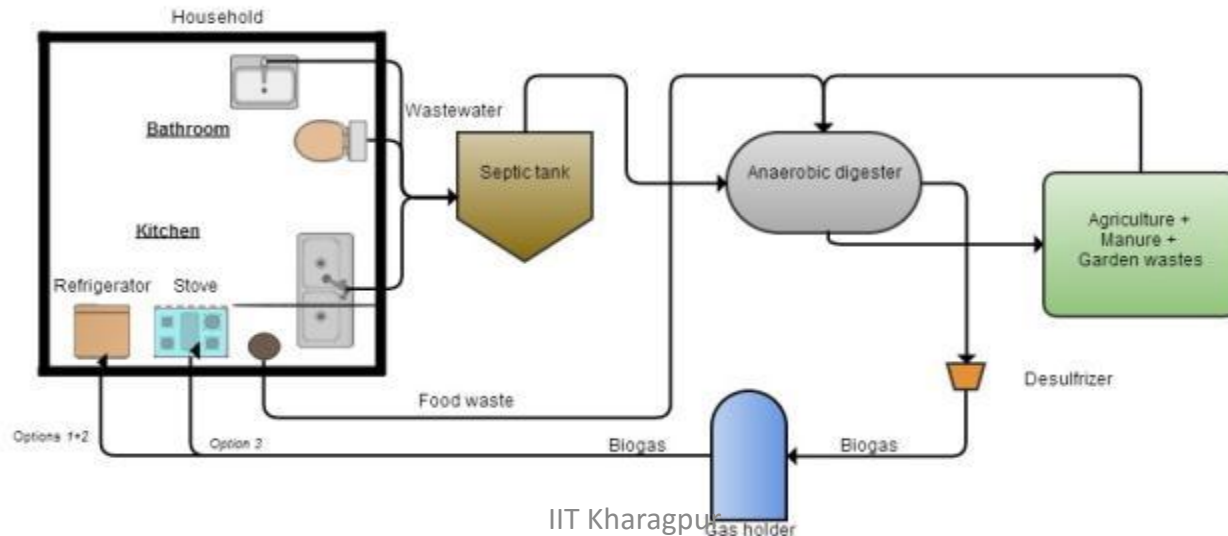 Household
Bathroom
Wastewater
Septic tank
Anaerobic digester
Kitchen
Agriculture +
Manure +
Garden wastes
Refrigerator
Stove
Desulfrizer
Food waste
Options 1+2
Option 3
Biogas
Biogas
IIT Kharagpur
Gas holder